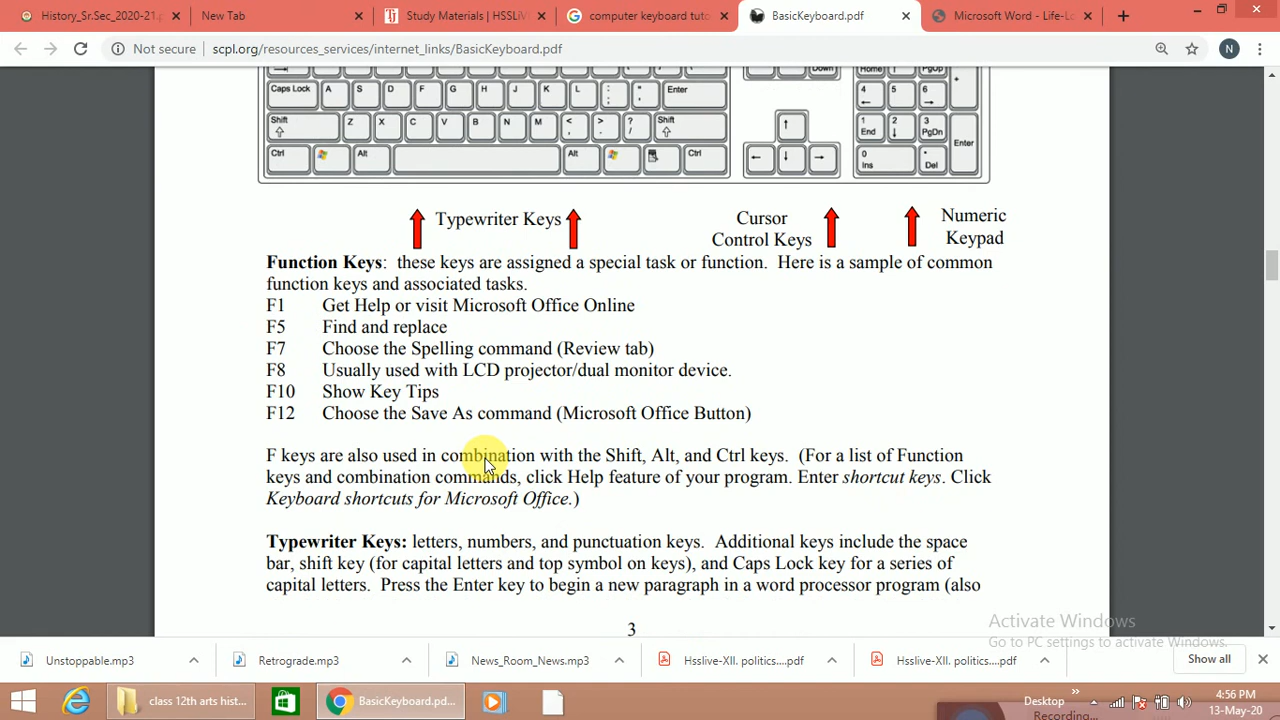 History_Sr.Sec_2020-21.p
New Tab
Study Materials | HSSLiV
computer keyboard tuto
BasicKeyboard.pdf
Microsoft Word - Life-Lo
Not secure
scpl.org/resources_services/internet_links/BasicKeyboard.pdf
N
Down
Home PgUp +
Caps Lock A S D F G H J K L : ; " ' Enter
4 5 6
Shift Z X C V B N M < , > . ? / Shift
1 End 2 3 PgDn
Ctrl Alt Alt Ctrl
0 Ins . Del Enter
Typewriter Keys
Cursor
Control Keys
Numeric
Keypad
Function Keys: these keys are assigned a special task or function. Here is a sample of common
function keys and associated tasks.
F1 Get Help or visit Microsoft Office Online
F5 Find and replace
F7 Choose the Spelling command (Review tab)
F8 Usually used with LCD projector/dual monitor device.
F10 Show Key Tips
F12 Choose the Save As command (Microsoft Office Button)
F keys are also used in combination with the Shift, Alt, and Ctrl keys. (For a list of Function
keys and combination commands, click Help feature of your program. Enter shortcut keys. Click
Keyboard shortcuts for Microsoft Office.)
Typewriter Keys: letters, numbers, and punctuation keys. Additional keys include the space
bar, shift key (for capital letters and top symbol on keys), and Caps Lock key for a series of
capital letters. Press the Enter key to begin a new paragraph in a word processor program (also
3
Activate Windows
Go to PC settings to activate Windows.
Unstoppable.mp3
Retrograde.mp3
News_Room_News.mp3
Hsslive-XII. politics....pdf
Hsslive-XII. politics....pdf
Show all
class 12th arts hist...
BasicKeyboard.pd...
Desktop
4:56 PM
13-May-20
Recording...